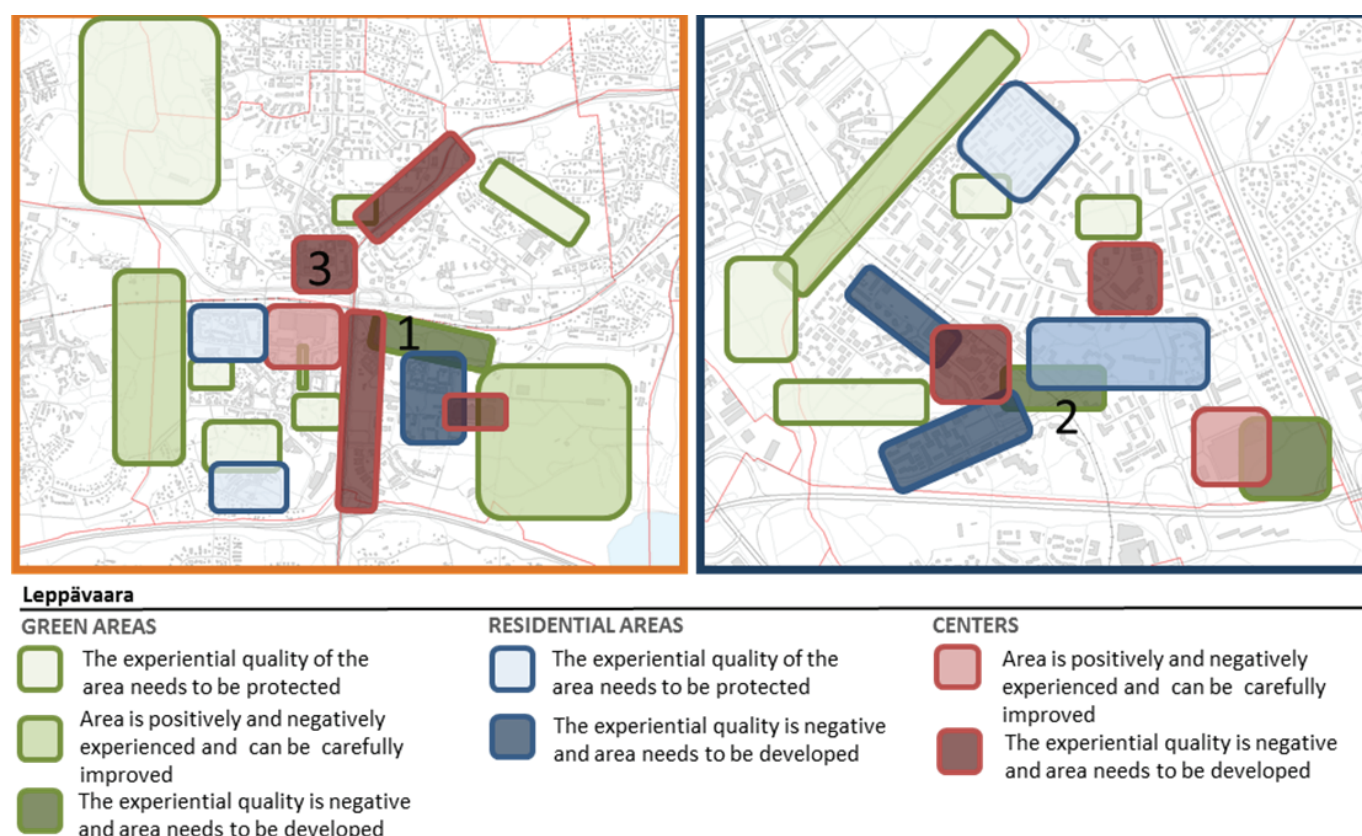 3
1
2
Leppävaara
GREEN AREAS
The experiential quality of the
area needs to be protected
Area is positively and negatively
experienced and can be carefully
improved
The experiential quality is negative
and area needs to be developed
RESIDENTIAL AREAS
The experiential quality of the
area needs to be protected
The experiential quality is negative
and area needs to be developed
CENTERS
Area is positively and negatively
experienced and can be carefully
improved
The experiential quality is negative
and area needs to be developed